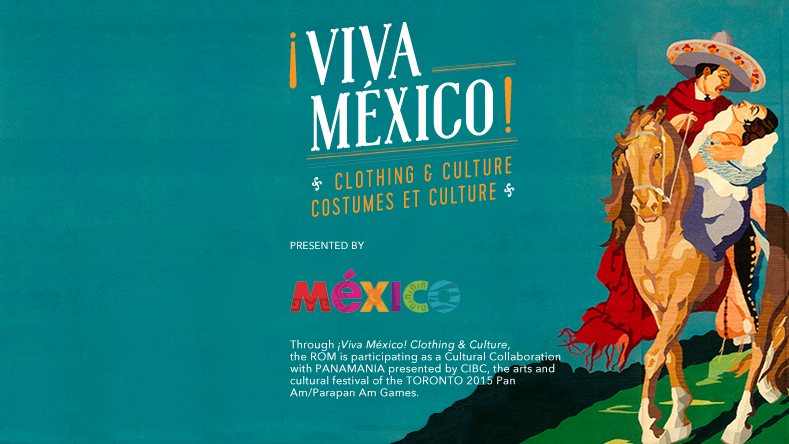 ¡VIVA
MÉXICO!
CLOTHING & CULTURE
COSTUMES ET CULTURE
PRESENTED BY
méxico
Through ¡Viva México! Clothing & Culture,
the ROM is participating as a Cultural Collaboration
with PANAMANIA presented by CIBC, the arts and
cultural festival of the TORONTO 2015 Pan
Am/Parapan Am Games.